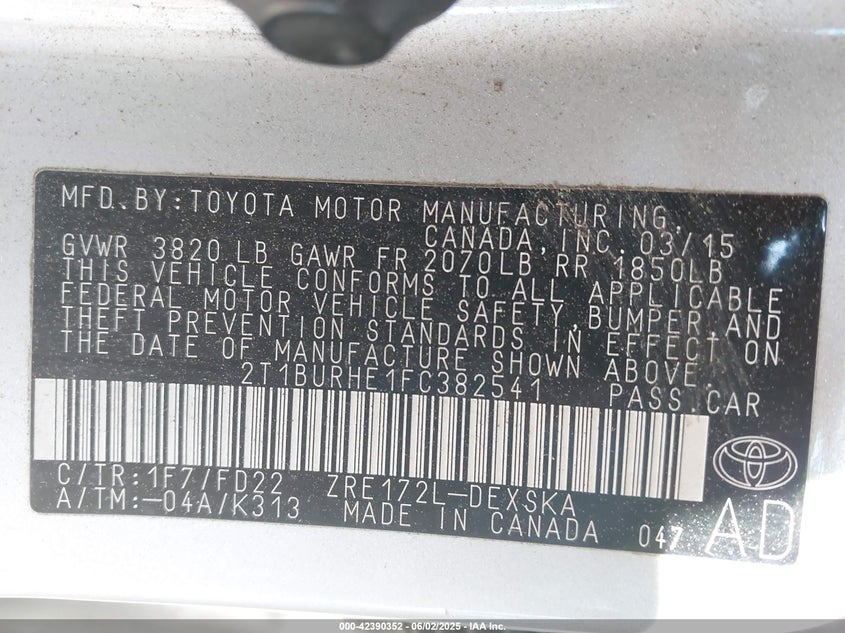 MFD.BY:TOYOTA MOTOR MANUFACTURING,
CANADA,INC. 03/15
GVWR 3820 LB GAWR FR 2070LB RR 1850LB
THIS VEHICLE CONFORMS TO ALL APPLICABLE
FEDERAL MOTOR VEHICLE SAFETY,BUMPER,AND
THEFT PREVENTION STANDARDS IN EFFECT ON
THE DATE OF MANUFACTURE SHOWN ABOVE.
2T1BURHE1FC382541 PASS.CAR
C/TR:1F7/FD22 ZRE172L-DEXSKA
A/TM:-04A/K313 MADE IN CANADA 047 AD
000-42390352 | 06/02/2025 | IAA Inc.